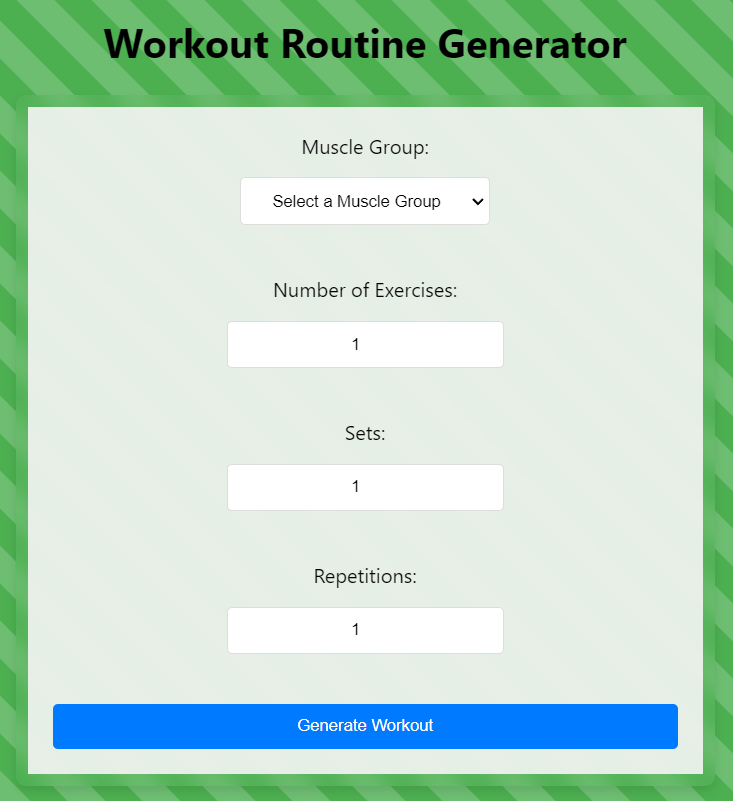 Workout Routine Generator
Muscle Group:
Select a Muscle Group
Number of Exercises:
1
Sets:
1
Repetitions:
1
Generate Workout